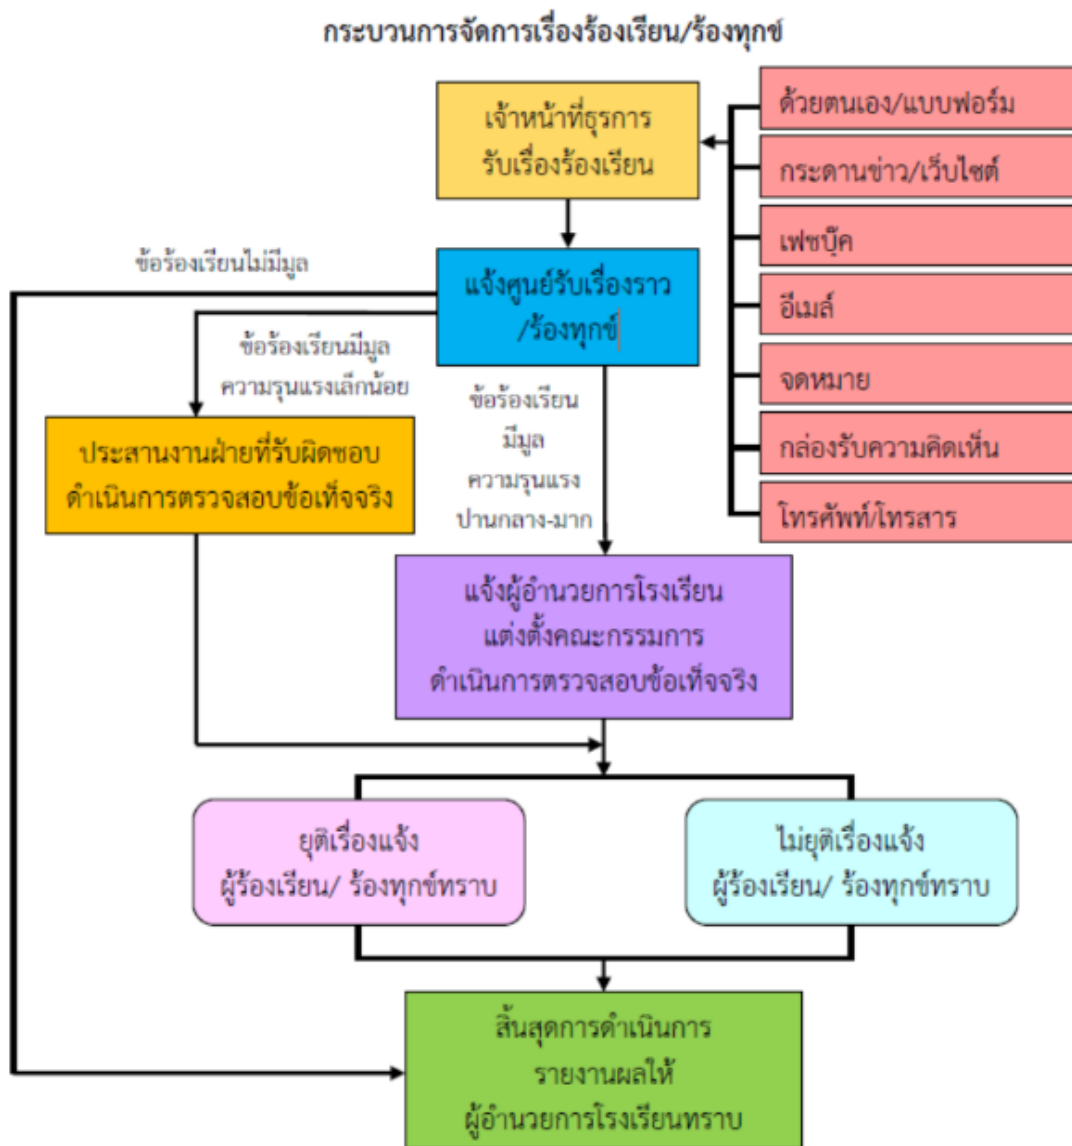 กระบวนการจัดการเรื่องร้องเรียน/ร้องทุกข์
เจ้าหน้าที่ธุรการ
รับเรื่องร้องเรียน
ด้วยตนเอง/แบบฟอร์ม
กระดานข่าว/เว็บไซต์
เฟซบุ๊ค
อีเมล์
จดหมาย
กล่องรับความคิดเห็น
โทรศัพท์/โทรสาร
ข้อร้องเรียนไม่มีมูล
แจ้งศูนย์รับเรื่องราว
/ร้องทุกข์
ข้อร้องเรียนมีมูล
ความรุนแรงเล็กน้อย
ข้อร้องเรียน
มีมูล
ความรุนแรง
ปานกลาง-มาก
ประสานงานฝ่ายที่รับผิดชอบ
ดำเนินการตรวจสอบข้อเท็จจริง
แจ้งผู้อำนวยการโรงเรียน
แต่งตั้งคณะกรรมการ
ดำเนินการตรวจสอบข้อเท็จจริง
ยุติเรื่องแจ้ง
ผู้ร้องเรียน/ ร้องทุกข์ทราบ
ไม่ยุติเรื่องแจ้ง
ผู้ร้องเรียน/ ร้องทุกข์ทราบ
สิ้นสุดการดำเนินการ
รายงานผลให้
ผู้อำนวยการโรงเรียนทราบ